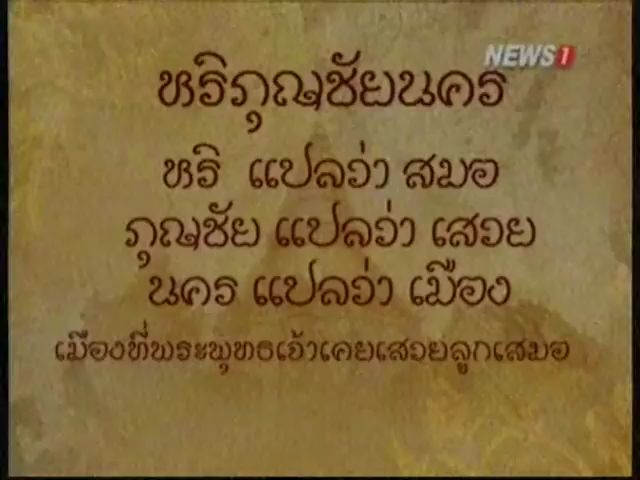 NEWS1
หริภุญชัยนคร
หริ แปลว่า สมอ
ภุญชัย แปลว่า เสวย
นคร แปลว่า เมือง
เมืองที่พระพุทธเจ้าเคยเสวยลูกเสมอ